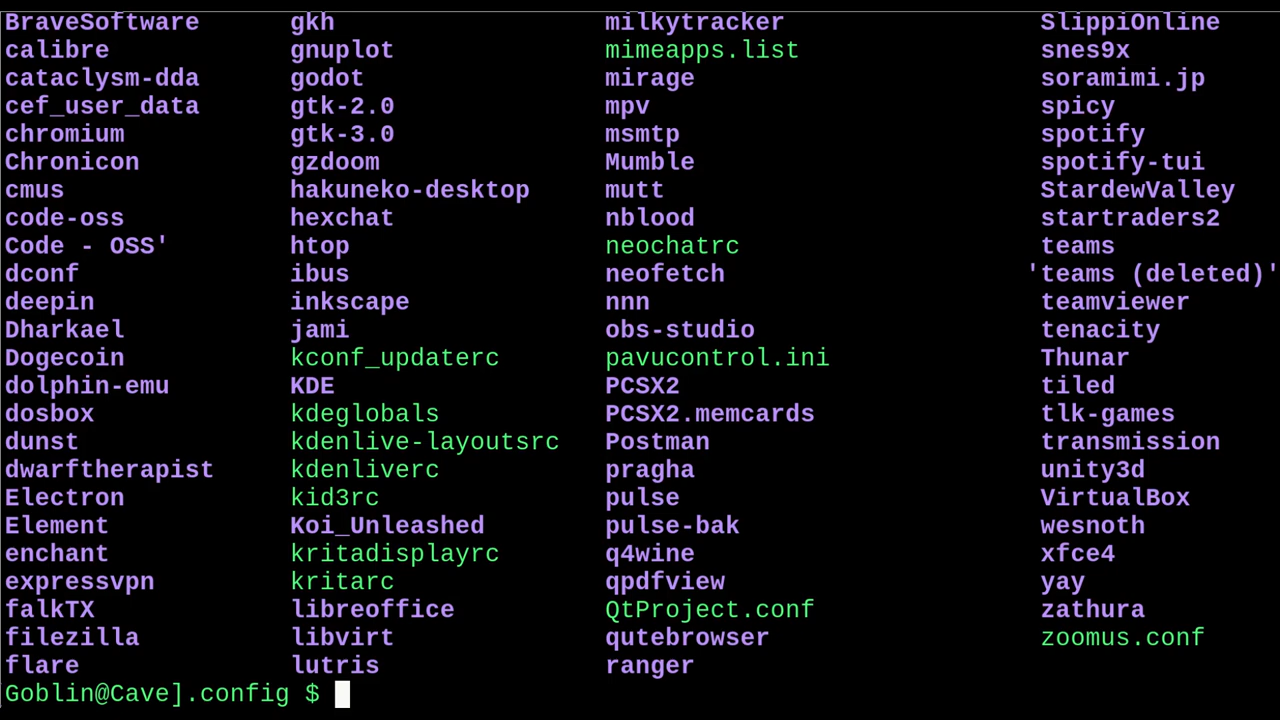 BraveSoftware gkh milkytracker SlippiOnline
calibre gnuplot mimeapps.list snes9x
cataclysm-dda godot mirage soramimi.jp
cef_user_data gtk-2.0 mpv spicy
chromium gtk-3.0 msmtp spotify
Chronicon gzdoom Mumble spotify-tui
cmus hakuneko-desktop mutt StardewValley
code-oss hexchat nblood startraders2
Code - OSS' htop neochatrc teams
dconf ibus neofetch 'teams (deleted)'
deepin inkscape nnn teamviewer
Dharkael jami obs-studio tenacity
Dogecoin kconf_updaterc pavucontrol.ini Thunar
dolphin-emu KDE PCSX2 tiled
dosbox kdeglobals PCSX2.memcards tlk-games
dunst kdenlive-layoutsrc Postman transmission
dwarftherapist kdenliverc pragha unity3d
Electron kid3rc pulse VirtualBox
Element Koi_Unleashed pulse-bak wesnoth
enchant kritadisplayrc q4wine xfce4
expressvpn kritarc qpdfview yay
falkTX libreoffice QtProject.conf zathura
filezilla libvirt qutebrowser zoomus.conf
flare lutris ranger
Goblin@Cave].config $